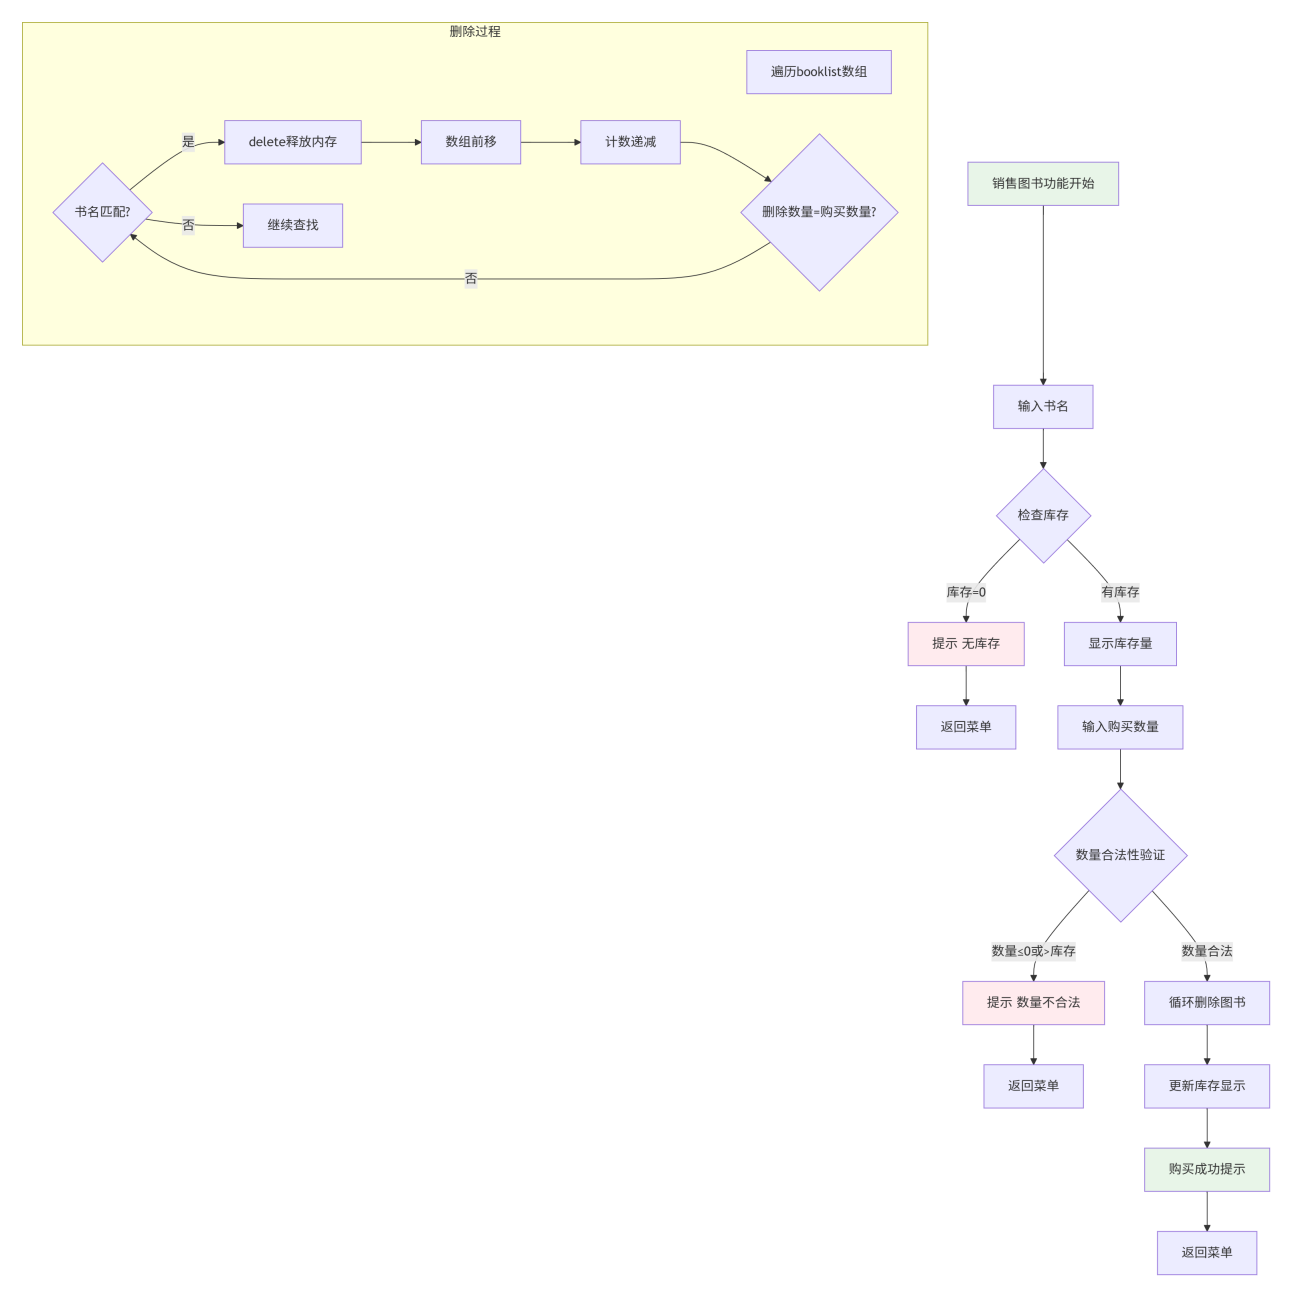 删除过程
遍历booklist数组
是
delete释放内存
数组前移
计数递减
书名匹配?
否
继续查找
删除数量=购买数量?
否
销售图书功能开始
输入书名
检查库存
库存=0
有库存
提示 无库存
显示库存量
返回菜单
输入购买数量
数量合法性验证
数量≤0或>库存
数量合法
提示 数量不合法
循环删除图书
返回菜单
更新库存显示
购买成功提示
返回菜单